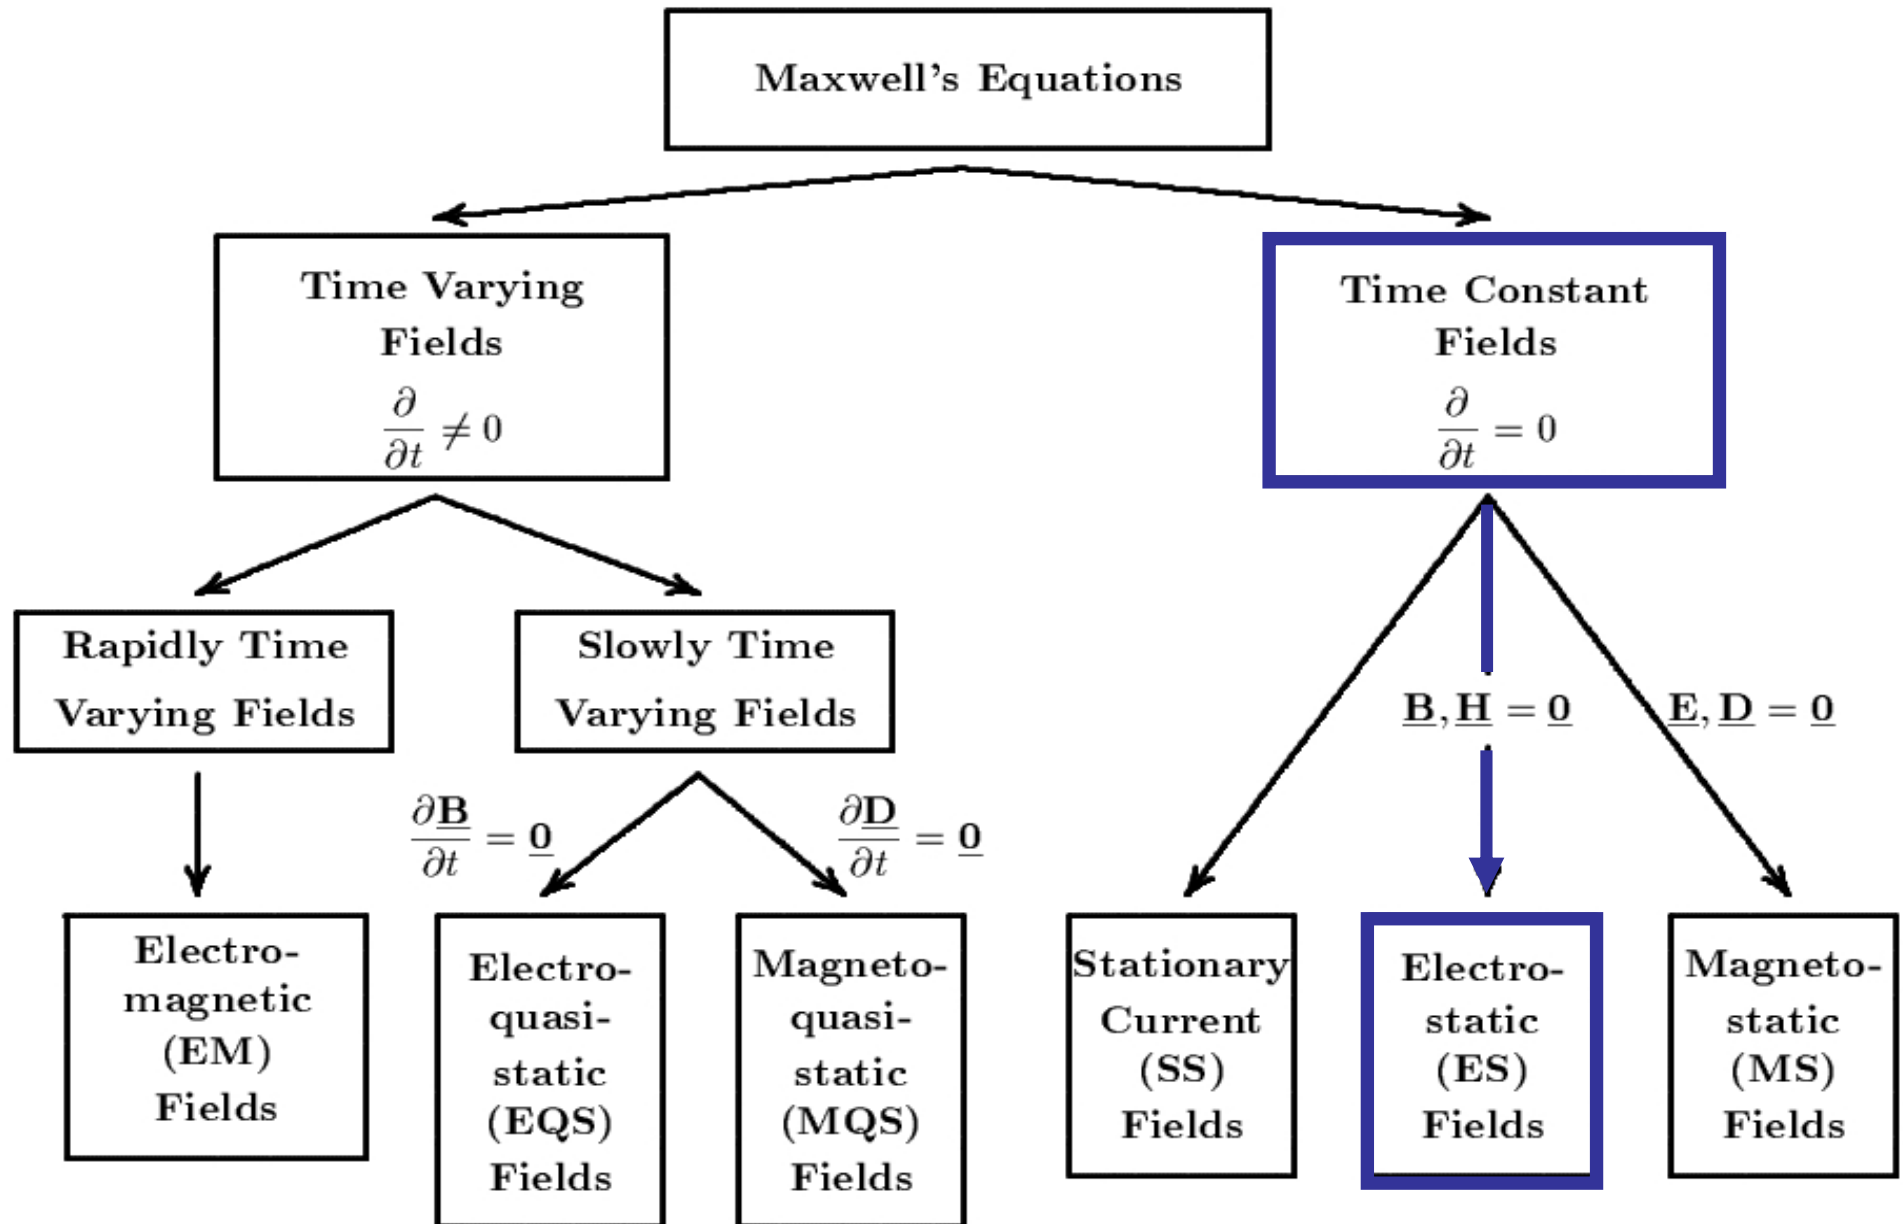 Maxwell's Equations
Time Varying
Fields
∂/∂t ≠ 0
Time Constant
Fields
∂/∂t = 0
Rapidly Time
Varying Fields
Slowly Time
Varying Fields
B, H = 0
E, D = 0
∂B/∂t = 0
∂D/∂t = 0
Electro-
magnetic
(EM)
Fields
Electro-
quasi-
static
(EQS)
Fields
Magneto-
quasi-
static
(MQS)
Fields
Stationary
Current
(SS)
Fields
Electro-
static
(ES)
Fields
Magneto-
static
(MS)
Fields